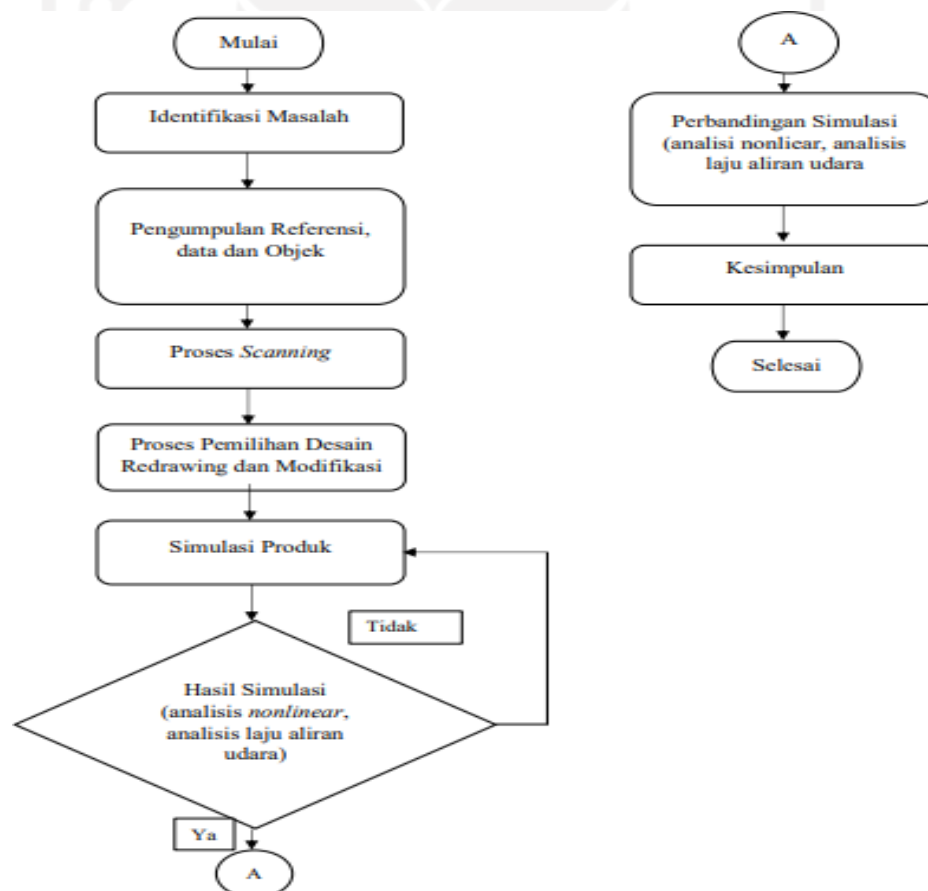 Mulai
Identifikasi Masalah
Pengumpulan Referensi,
data dan Objek
Proses Scanning
Proses Pemilihan Desain
Redrawing dan Modifikasi
Simulasi Produk
Tidak
Hasil Simulasi
(analisis nonlinear,
analisis laju aliran
udara)
Ya
A
A
Perbandingan Simulasi
(analisi nonliear, analisis
laju aliran udara
Kesimpulan
Selesai